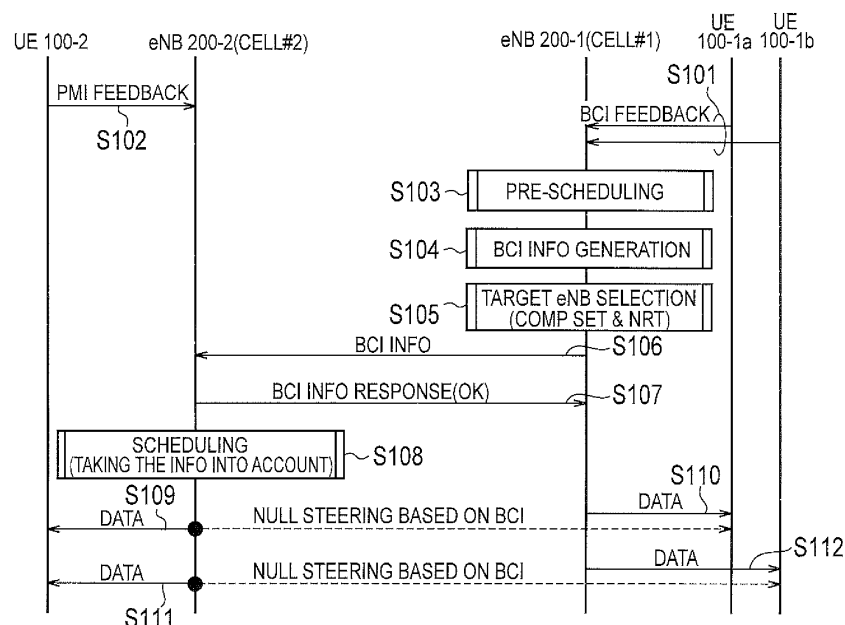 UE 100-2
eNB 200-2(CELL#2)
eNB 200-1(CELL#1)
UE
100-1a
UE
100-1b
S101
PMI FEEDBACK
S102
BCI FEEDBACK
S103
PRE-SCHEDULING
S104
BCI INFO GENERATION
S105
TARGET eNB SELECTION
(COMP SET & NRT)
BCI INFO
S106
BCI INFO RESPONSE(OK)
S107
SCHEDULING
(TAKING THE INFO INTO ACCOUNT)
S108
S109
DATA
NULL STEERING BASED ON BCI
DATA
S110
DATA
NULL STEERING BASED ON BCI
DATA
S112
S111